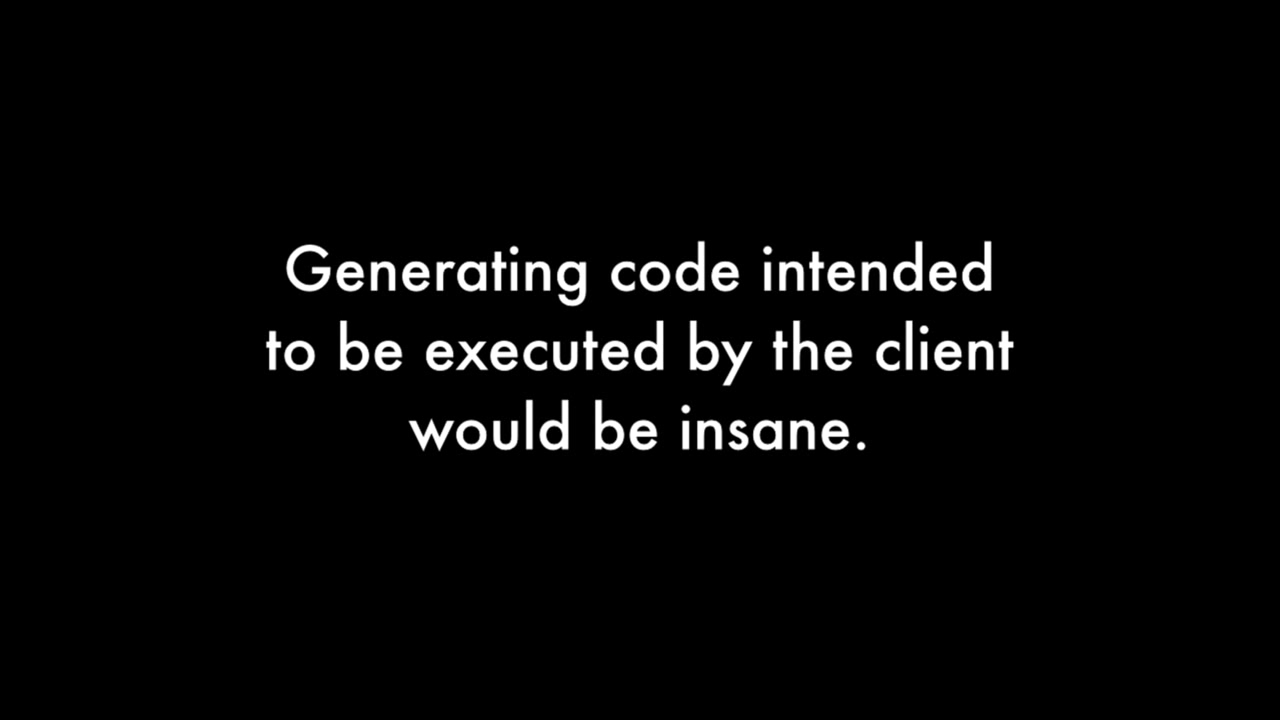 Generating code intended
to be executed by the client
would be insane.